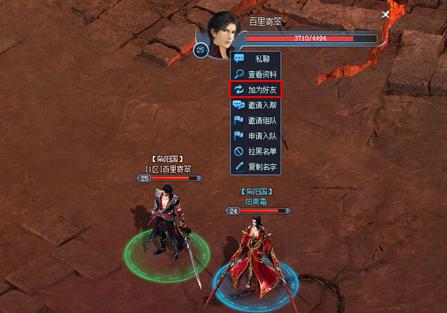 百里寄翠
25
3710/4494
私聊
查看资料
加为好友
邀请入帮
邀请组队
申请入队
拉黑名单
复制名字
【枭阳国】
[1区]百里寄翠
25
【枭阳国】
阳南霜
24